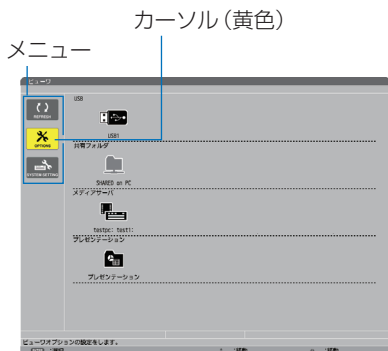 カーソル（黄色）
メニュー
ビューワ
REFRESH
OPTIONS
SYSTEM SETTING
USB
USB1
共有フォルダ
SHARED on PC
メディアサーバ
testpc: test1:
プレゼンテーション
プレゼンテーション
ビューワオプションの設定をします。